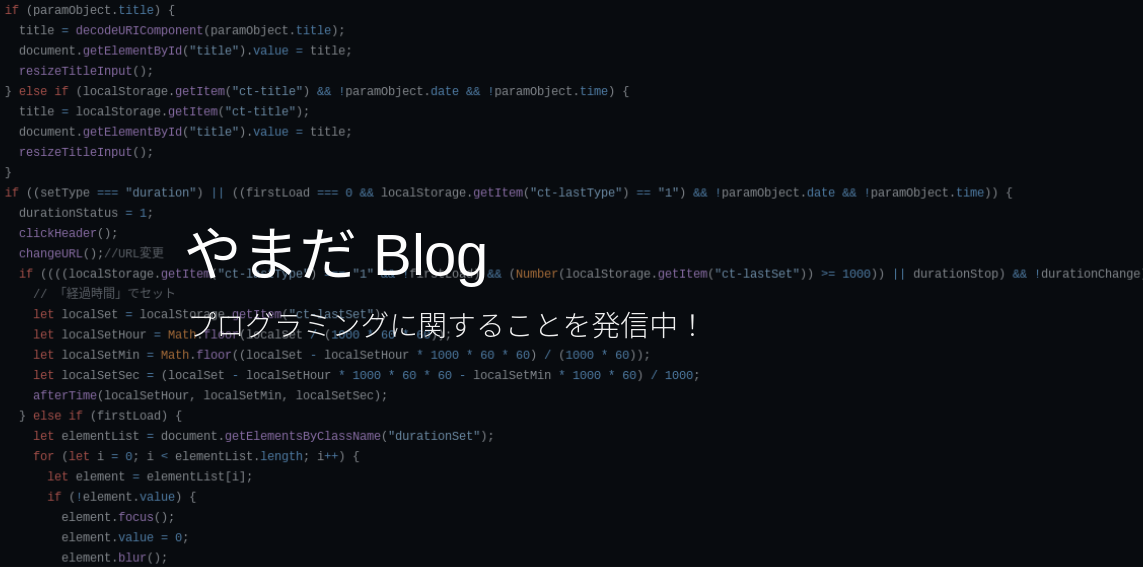 if (paramObject.title) {
title = decodeURIComponent(paramObject.title);
document.getElementById("title").value = title;
resizeTitleInput();
} else if (localStorage.getItem("ct-title") && !paramObject.date && !paramObject.time) {
title = localStorage.getItem("ct-title");
document.getElementById("title").value = title;
resizeTitleInput();
}
if ((setType === "duration") || ((firstLoad === 0 && localStorage.getItem("ct-lastType") == "1") && !paramObject.date && !paramObject.time)) {
durationStatus = 1;
clickHeader();
changeURL();//URL変更
やまだ Blog
if ((((localStorage.getItem("ct-lastType") "1" && !firstLoad) && (Number(localStorage.getItem("ct-lastSet")) >= 1000)) || durationStop) && !durationChange
// 「経過時間」でセット
let localSet = localStorage.getItem("ct-lastSet");
プログラミングに関することを発信中！
let localSetHour = Math.floor(localSet / (1000 * 60 * 60));
let localSetMin = Math.floor((localSet - localSetHour * 1000 * 60 * 60) / (1000 * 60));
let localSetSec = (localSet - localSetHour * 1000 * 60 * 60 - localSetMin * 1000 * 60) / 1000;
afterTime(localSetHour, localSetMin, localSetSec);
} else if (firstLoad) {
let elementList = document.getElementsByClassName("durationSet");
for (let i = 0; i < elementList.length; i++) {
let element = elementList[i];
if (!element.value) {
element.focus();
element.value = 0;
element.blur();